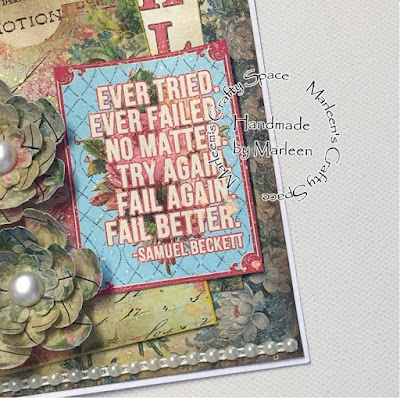 MOTION
EVER TRIED.
EVER FAILED.
NO MATTER.
TRY AGAIN.
FAIL AGAIN.
FAIL BETTER.
-SAMUEL BECKETT
Marleen's Crafty Space
Handmade
by Marleen
Marleen's Crafty Space